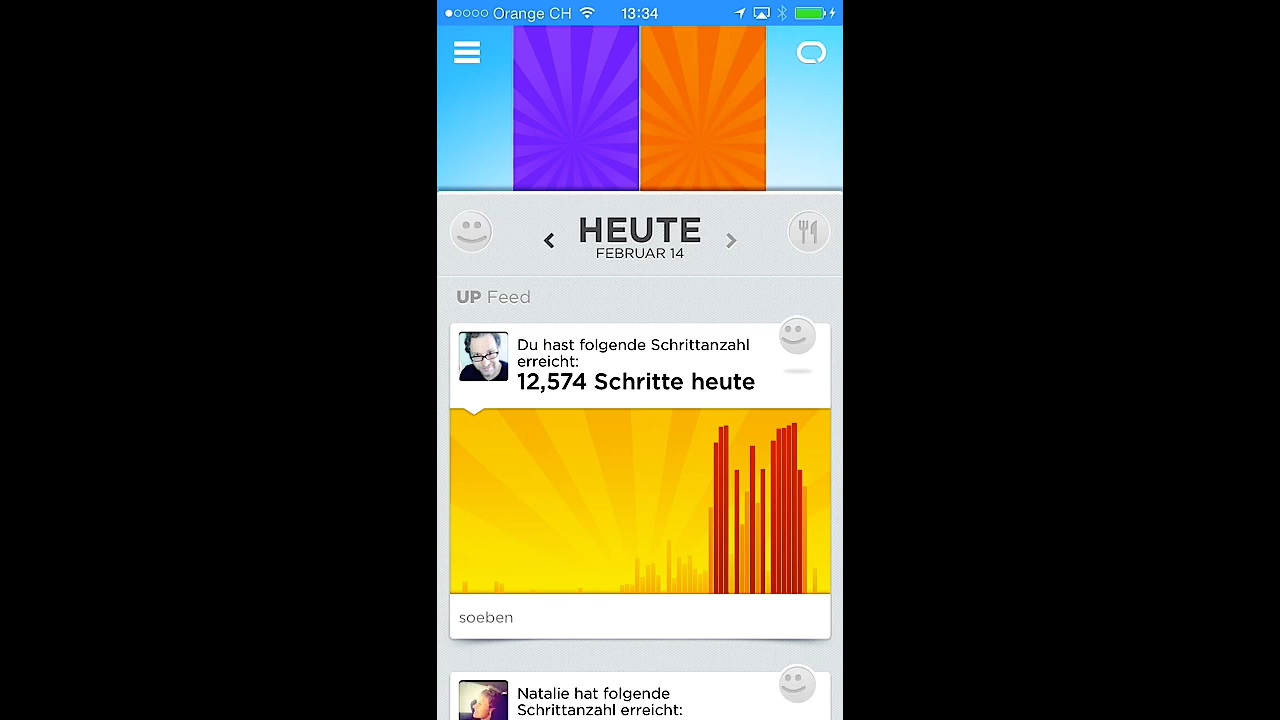 Orange CH 13:34
HEUTE
FEBRUAR 14
UP Feed
Du hast folgende Schrittanzahl
erreicht:
12,574 Schritte heute
soeben
Natalie hat folgende
Schrittanzahl erreicht: